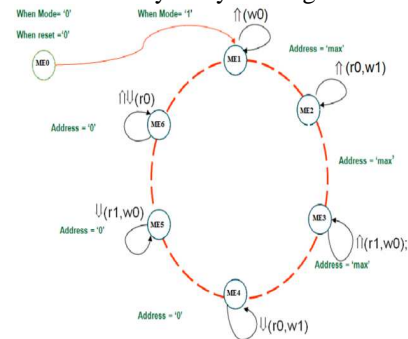 When Mode= '0'
When Mode= '1'
⇑(w0)
When reset ='0'
Address = 'max'
ME0
ME1
⇑ (r0,w1)
ME2
⇑⇓(r0)
Address = '0'
ME6
Address = 'max'
⇓(r1,w0)
ME5
ME3
Address = '0'
⇑(r1,w0);
Address = 'max'
ME4
Address = '0'
⇓(r0,w1)